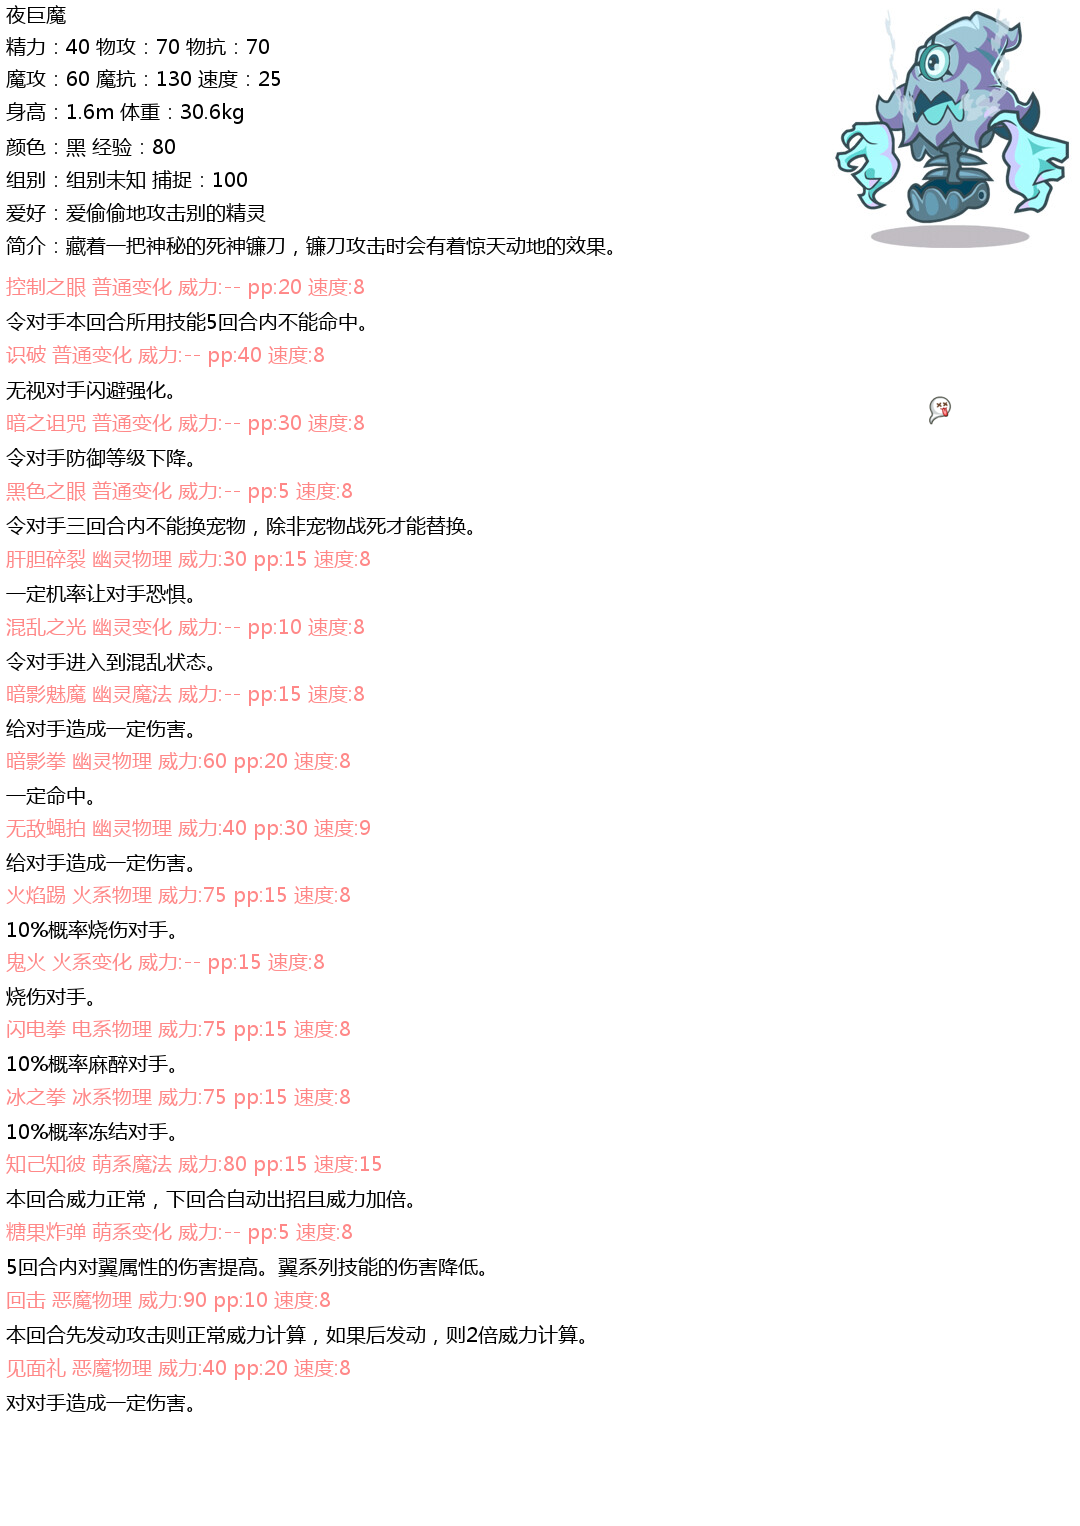 夜巨魔
精力：40 物攻：70 物抗：70
魔攻：60 魔抗：130 速度：25
身高：1.6m 体重：30.6kg
颜色：黑 经验：80
组别：组别未知 捕捉：100
爱好：爱偷偷地攻击别的精灵
简介：藏着一把神秘的死神镰刀，镰刀攻击时会有着惊天动地的效果。
控制之眼 普通变化 威力:-- pp:20 速度:8
令对手本回合所用技能5回合内不能命中。
识破 普通变化 威力:-- pp:40 速度:8
无视对手闪避强化。
暗之诅咒 普通变化 威力:-- pp:30 速度:8
令对手防御等级下降。
黑色之眼 普通变化 威力:-- pp:5 速度:8
令对手三回合内不能换宠物，除非宠物战死才能替换。
肝胆碎裂 幽灵物理 威力:30 pp:15 速度:8
一定机率让对手恐惧。
混乱之光 幽灵变化 威力:-- pp:10 速度:8
令对手进入到混乱状态。
暗影魅魔 幽灵魔法 威力:-- pp:15 速度:8
给对手造成一定伤害。
暗影拳 幽灵物理 威力:60 pp:20 速度:8
一定命中。
无敌蝇拍 幽灵物理 威力:40 pp:30 速度:9
给对手造成一定伤害。
火焰踢 火系物理 威力:75 pp:15 速度:8
10%概率烧伤对手。
鬼火 火系变化 威力:-- pp:15 速度:8
烧伤对手。
闪电拳 电系物理 威力:75 pp:15 速度:8
10%概率麻醉对手。
冰之拳 冰系物理 威力:75 pp:15 速度:8
10%概率冻结对手。
知己知彼 萌系魔法 威力:80 pp:15 速度:15
本回合威力正常，下回合自动出招且威力加倍。
糖果炸弹 萌系变化 威力:-- pp:5 速度:8
5回合内对翼属性的伤害提高。翼系列技能的伤害降低。
回击 恶魔物理 威力:90 pp:10 速度:8
本回合先发动攻击则正常威力计算，如果后发动，则2倍威力计算。
见面礼 恶魔物理 威力:40 pp:20 速度:8
对对手造成一定伤害。